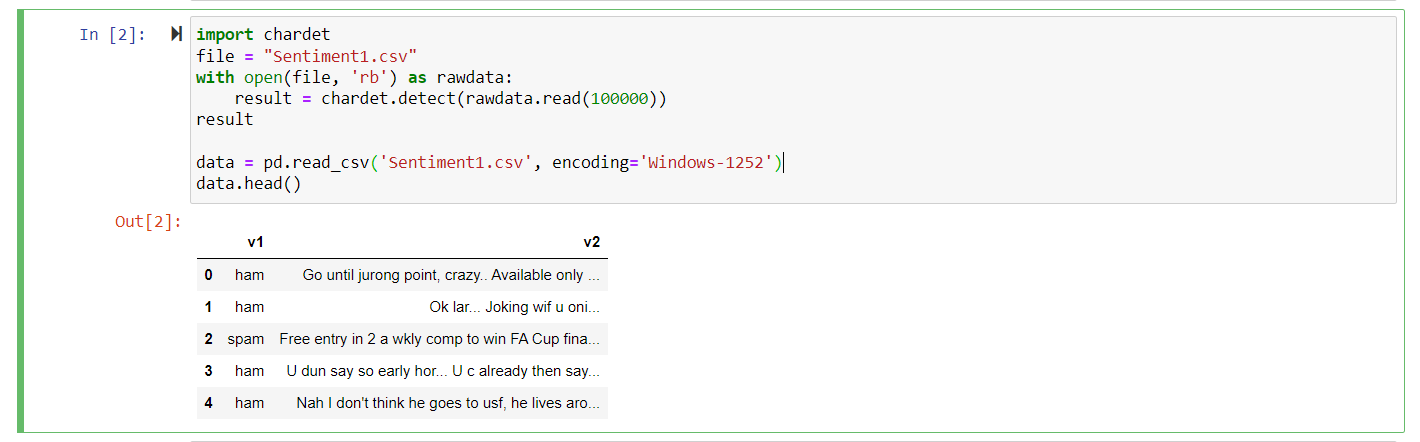 In [2]:
import chardet
file = "Sentiment1.csv"
with open(file, 'rb') as rawdata:
    result = chardet.detect(rawdata.read(100000))
result

data = pd.read_csv('Sentiment1.csv', encoding='Windows-1252')
data.head()
Out[2]:
v1 v2
0 ham Go until jurong point, crazy.. Available only ...
1 ham Ok lar... Joking wif u oni...
2 spam Free entry in 2 a wkly comp to win FA Cup fina...
3 ham U dun say so early hor... U c already then say...
4 ham Nah I don't think he goes to usf, he lives aro...